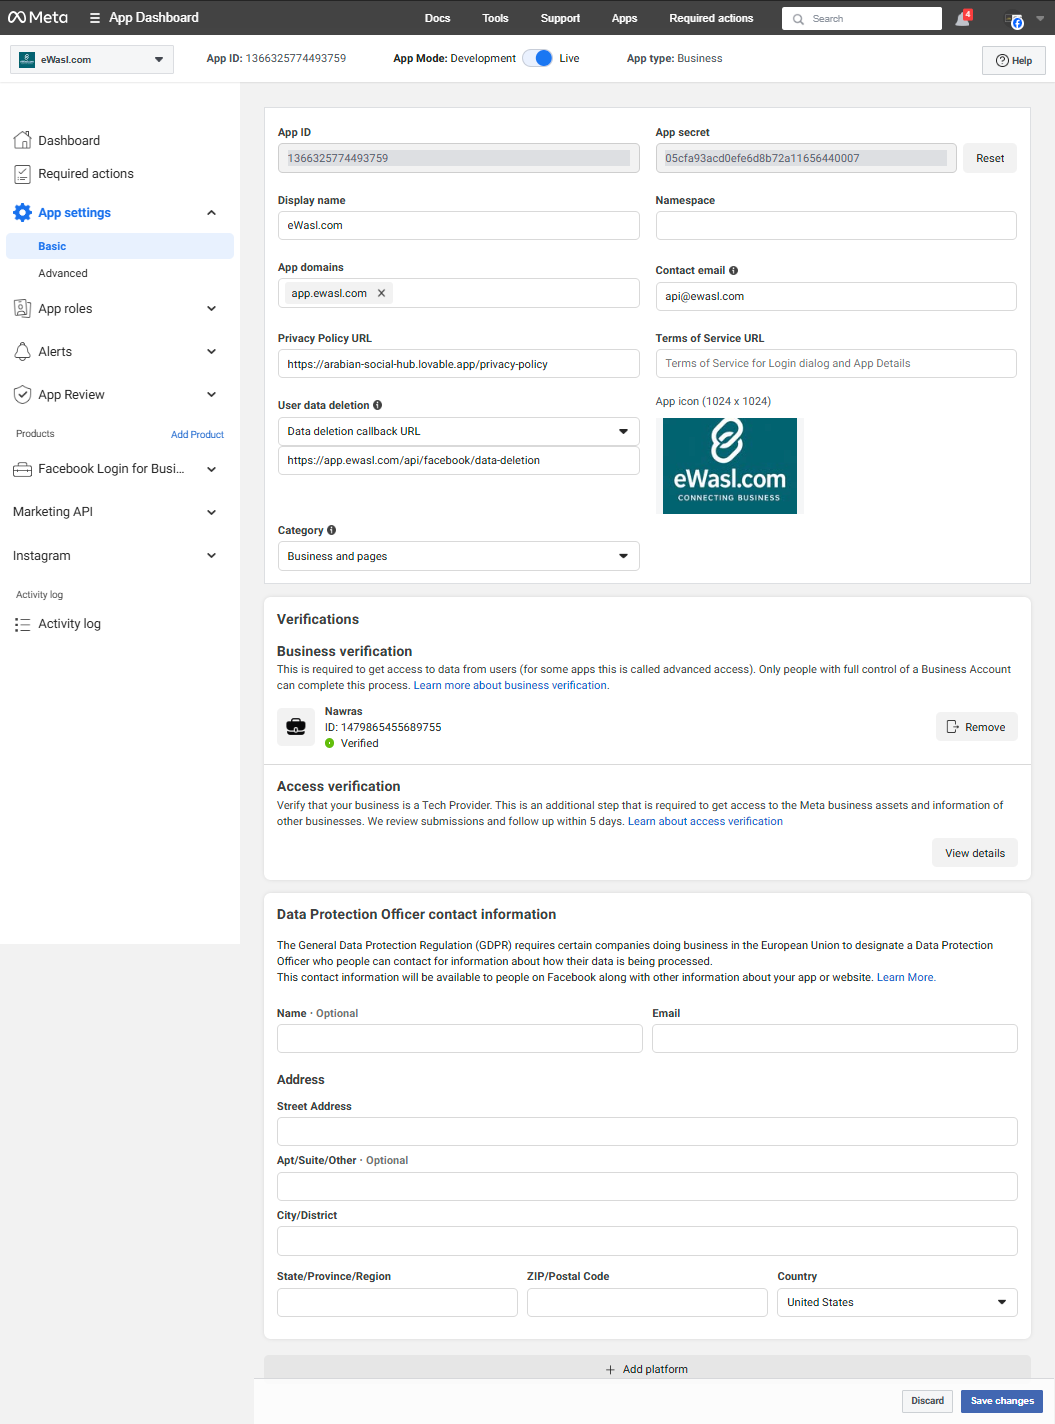 Meta
App Dashboard
Docs
Tools
Support
Apps
Required actions
Search
4
eWasl.com
App ID: 1366325774493759
App Mode: Development
Live
App type: Business
Help
Dashboard
Required actions
App settings
Basic
Advanced
App roles
Alerts
App Review
Products
Add Product
Facebook Login for Busi...
Marketing API
Instagram
Activity log
Activity log
App ID
1366325774493759
App secret
05cfa93acd0efe6d8b72a11656440007
Reset
Display name
eWasl.com
Namespace
App domains
app.ewasl.com
Contact email
api@ewasl.com
Privacy Policy URL
https://arabian-social-hub.lovable.app/privacy-policy
Terms of Service URL
Terms of Service for Login dialog and App Details
User data deletion
Data deletion callback URL
https://app.ewasl.com/api/facebook/data-deletion
App icon (1024 x 1024)
eWasl.com
CONNECTING BUSINESS
Category
Business and pages
Verifications
Business verification
This is required to get access to data from users (for some apps this is called advanced access). Only people with full control of a Business Account
can complete this process. Learn more about business verification.
Nawras
ID: 1479865455689755
Verified
Remove
Access verification
Verify that your business is a Tech Provider. This is an additional step that is required to get access to the Meta business assets and information of
other businesses. We review submissions and follow up within 5 days. Learn about access verification
View details
Data Protection Officer contact information
The General Data Protection Regulation (GDPR) requires certain companies doing business in the European Union to designate a Data Protection
Officer who people can contact for information about how their data is being processed.
This contact information will be available to people on Facebook along with other information about your app or website. Learn More.
Name · Optional
Email
Address
Street Address
Apt/Suite/Other · Optional
City/District
State/Province/Region
ZIP/Postal Code
Country
United States
+ Add platform
Discard
Save changes